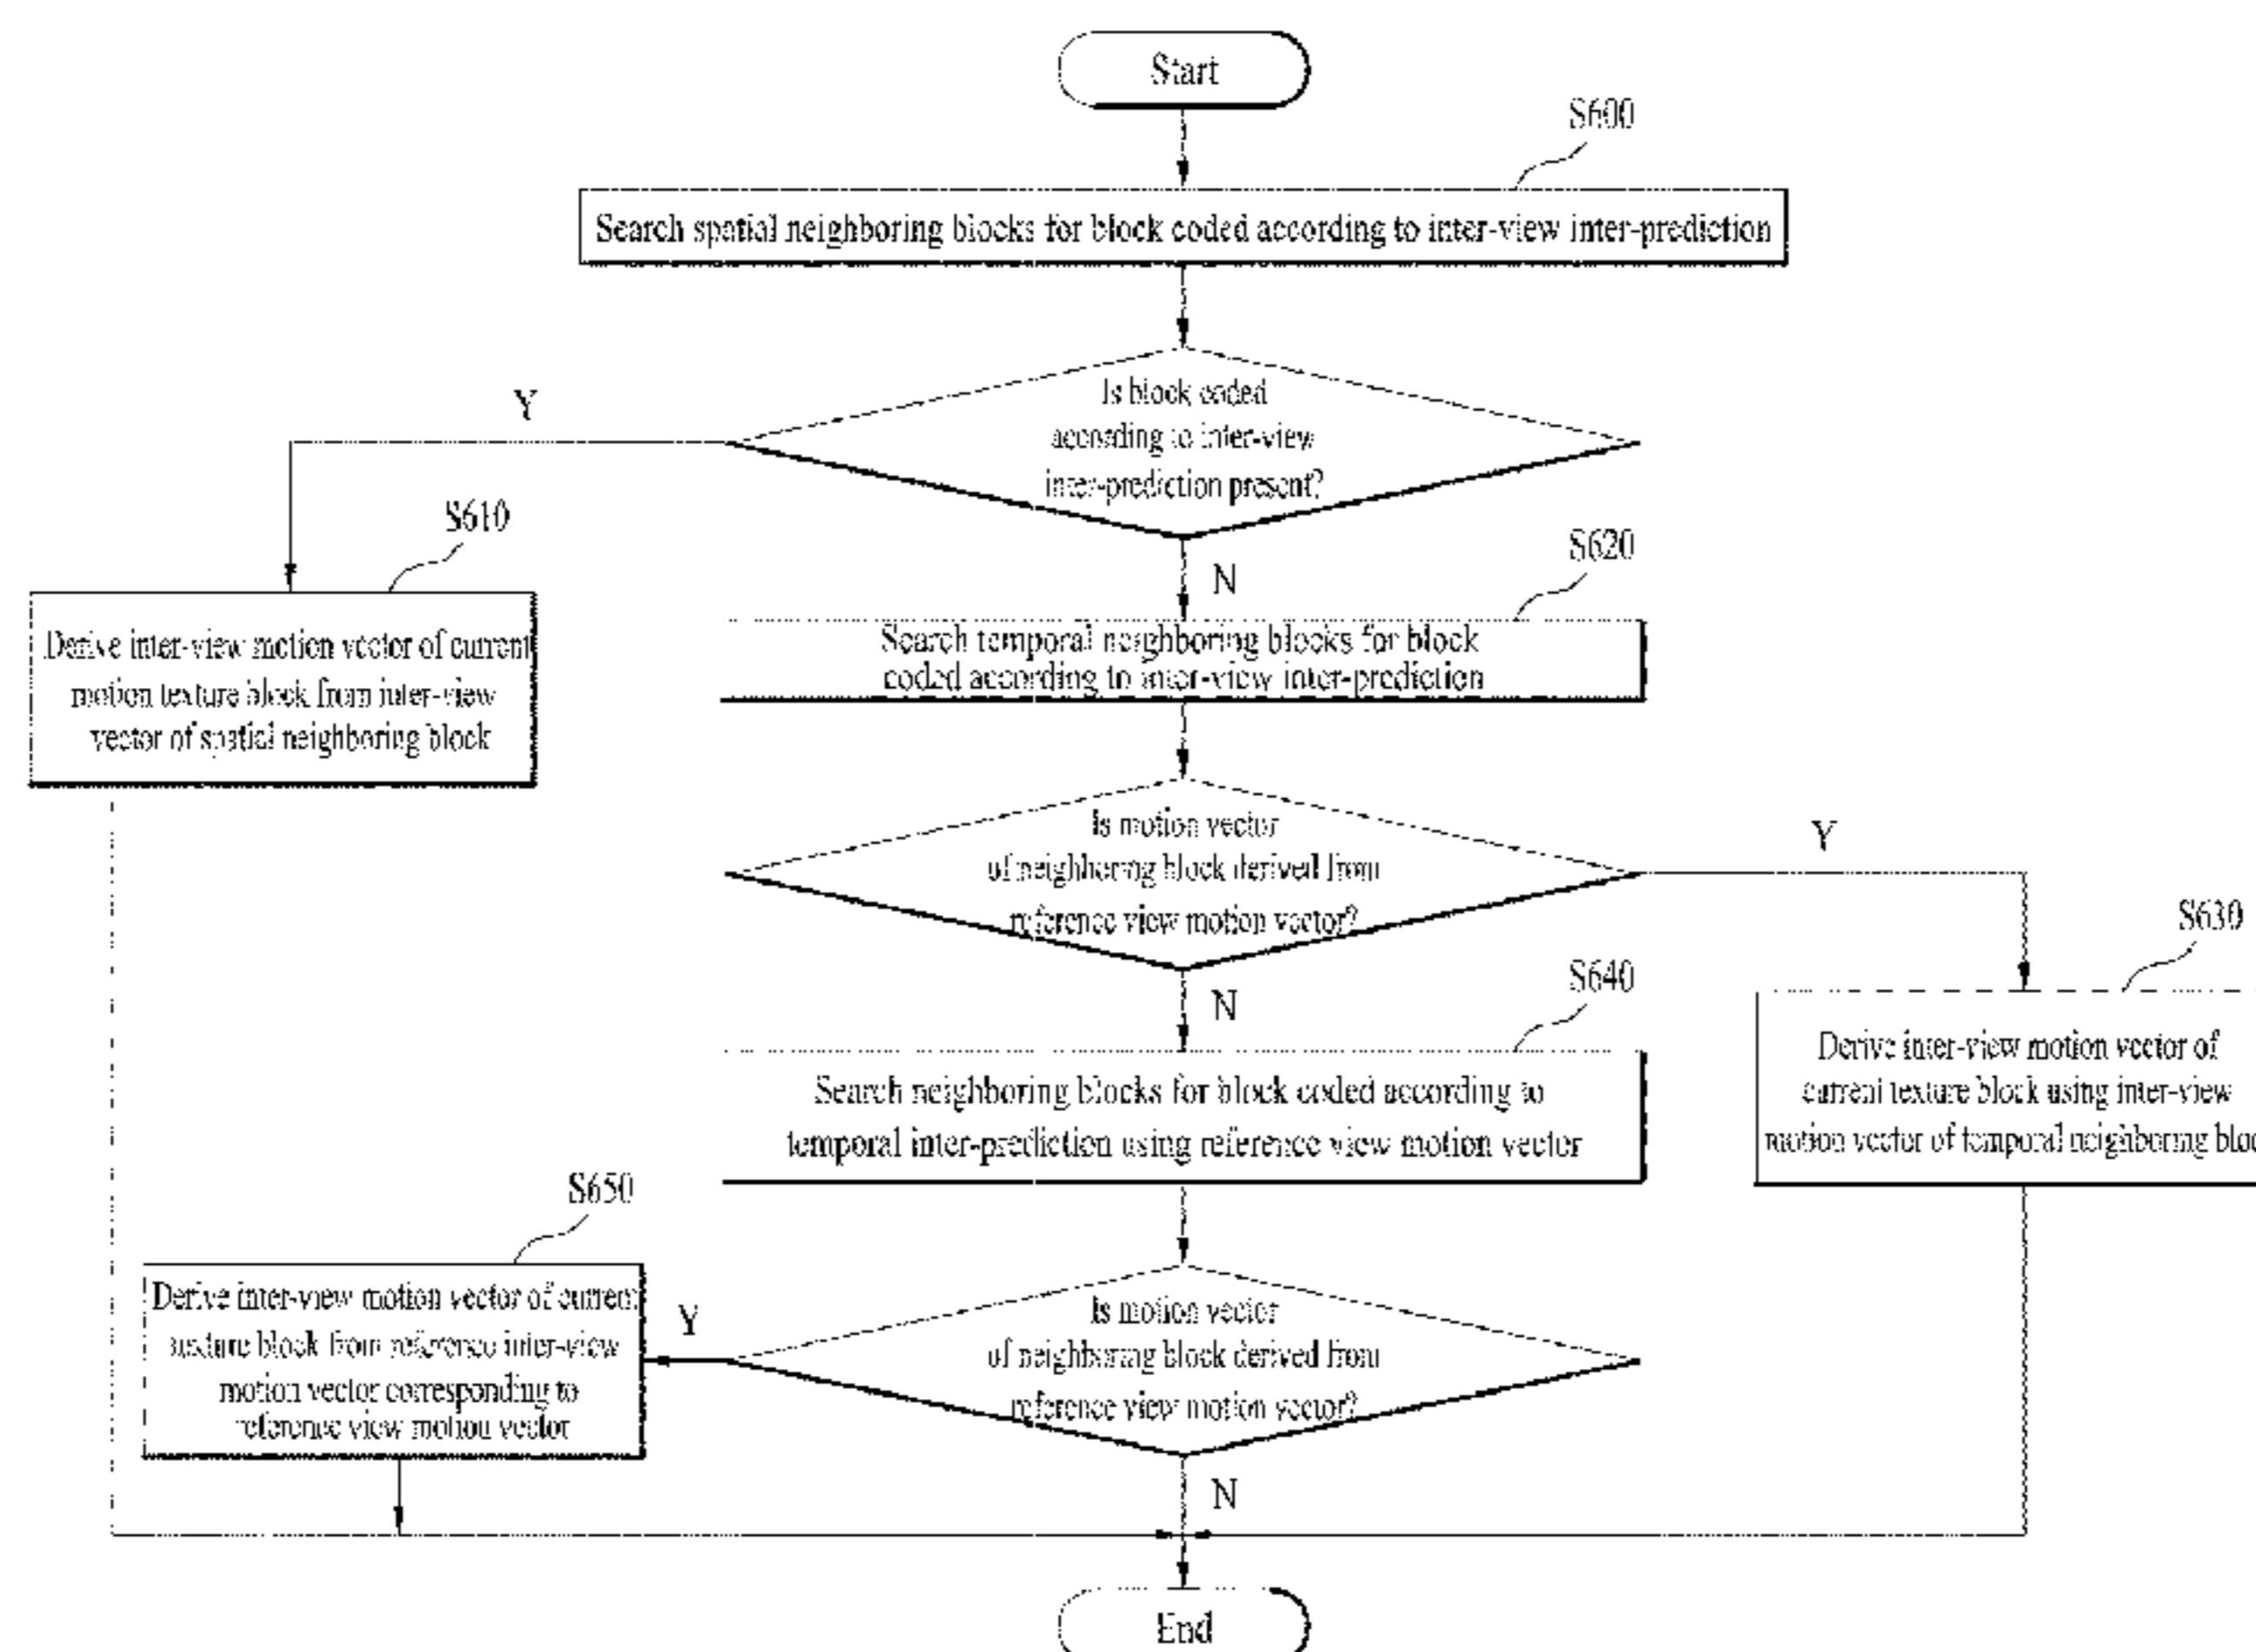 Start
S600
Search spatial neighboring blocks for block coded according to inter-view inter-prediction
Is block coded
according to inter-view
inter-prediction present?
Y
N
S610
Derive inter-view motion vector of current
motion texture block from inter-view
vector of spatial neighboring block
S620
Search temporal neighboring blocks for block
coded according to inter-view inter-prediction
Is motion vector
of neighboring block derived from
reference view motion vector?
Y
N
S630
Derive inter-view motion vector of
current texture block using inter-view
motion vector of temporal neighboring bloc
S640
Search neighboring blocks for block coded according to
temporal inter-prediction using reference view motion vector
S650
Derive inter-view motion vector of current
texture block from reference inter-view
motion vector corresponding to
reference view motion vector
Y
Is motion vector
of neighboring block derived from
reference view motion vector?
N
End